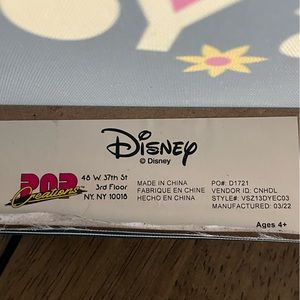 Disney
© Disney
POP
Creations
48 W. 37th St
3rd Floor
NY, NY 10018
MADE IN CHINA
FABRIQUE EN CHINE
HECHO EN CHINA
PO#: D1721
VENDOR ID: CNHDL
STYLE#: VSZ13DYEC03
MANUFACTURED: 03/22
Ages 4+